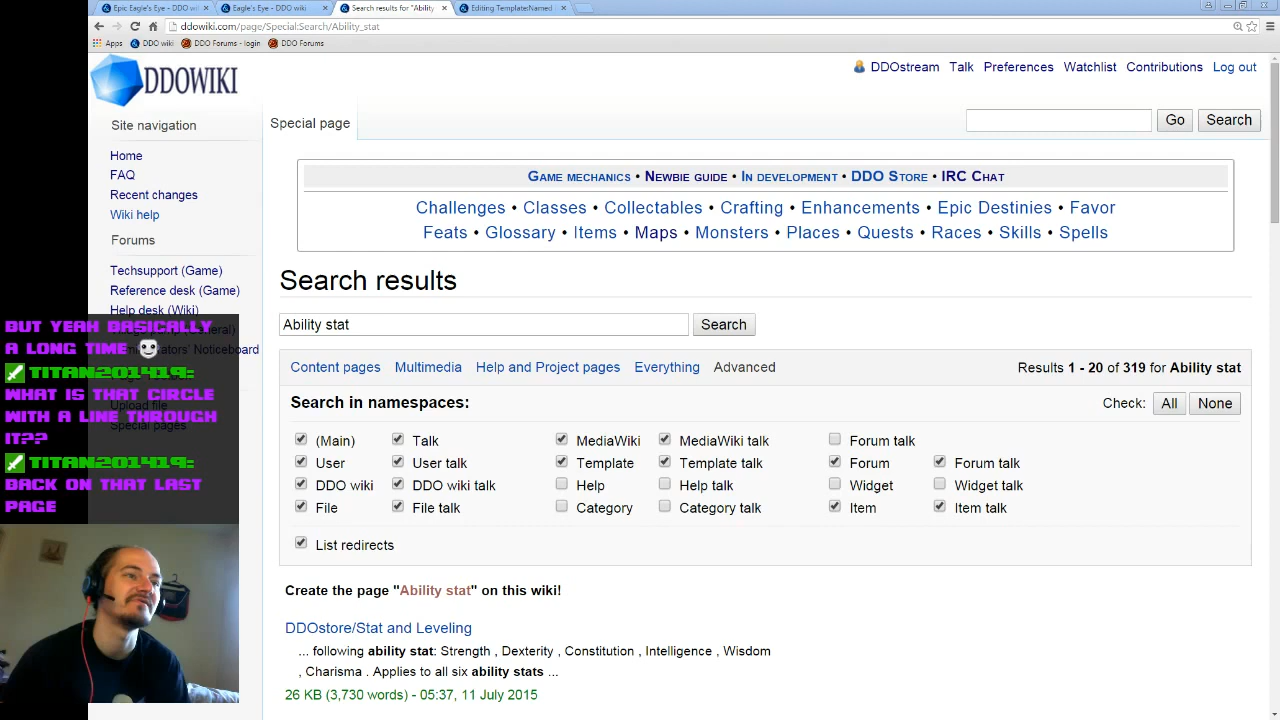 Epic Eagle's Eye - DDO wi
Eagle's Eye - DDO wiki
Search results for "Ability
Editing Template:Named
ddowiki.com/page/Special:Search/Ability_stat
Apps
DDO wiki
DDO Forums - login
DDO Forums
DDOWIKI
DDOstream
Talk
Preferences
Watchlist
Contributions
Log out
Site navigation
Special page
Go
Search
Home
FAQ
Recent changes
Wiki help
Forums
Techsupport (Game)
Reference desk (Game)
Help desk (Wiki)
Noticeboard
Upload file
Special pages
Game mechanics • Newbie guide • In development • DDO Store • IRC Chat
Challenges • Classes • Collectables • Crafting • Enhancements • Epic Destinies • Favor
Feats • Glossary • Items • Maps • Monsters • Places • Quests • Races • Skills • Spells
Search results
Ability stat
Search
Content pages
Multimedia
Help and Project pages
Everything
Advanced
Results 1 - 20 of 319 for Ability stat
Search in namespaces:
Check:
All
None
(Main)
Talk
MediaWiki
MediaWiki talk
Forum talk
User
User talk
Template
Template talk
Forum
Forum talk
DDO wiki
DDO wiki talk
Help
Help talk
Widget
Widget talk
File
File talk
Category
Category talk
Item
Item talk
List redirects
Create the page "Ability stat" on this wiki!
DDOstore/Stat and Leveling
... following ability stat: Strength , Dexterity , Constitution , Intelligence , Wisdom
, Charisma . Applies to all six ability stats ...
26 KB (3,730 words) - 05:37, 11 July 2015
BUT YEAH BASICALLY
A LONG TIME
TITAN201419:
WHAT IS THAT CIRCLE
WITH A LINE THROUGH
IT??
TITAN201419:
BACK ON THAT LAST
PAGE